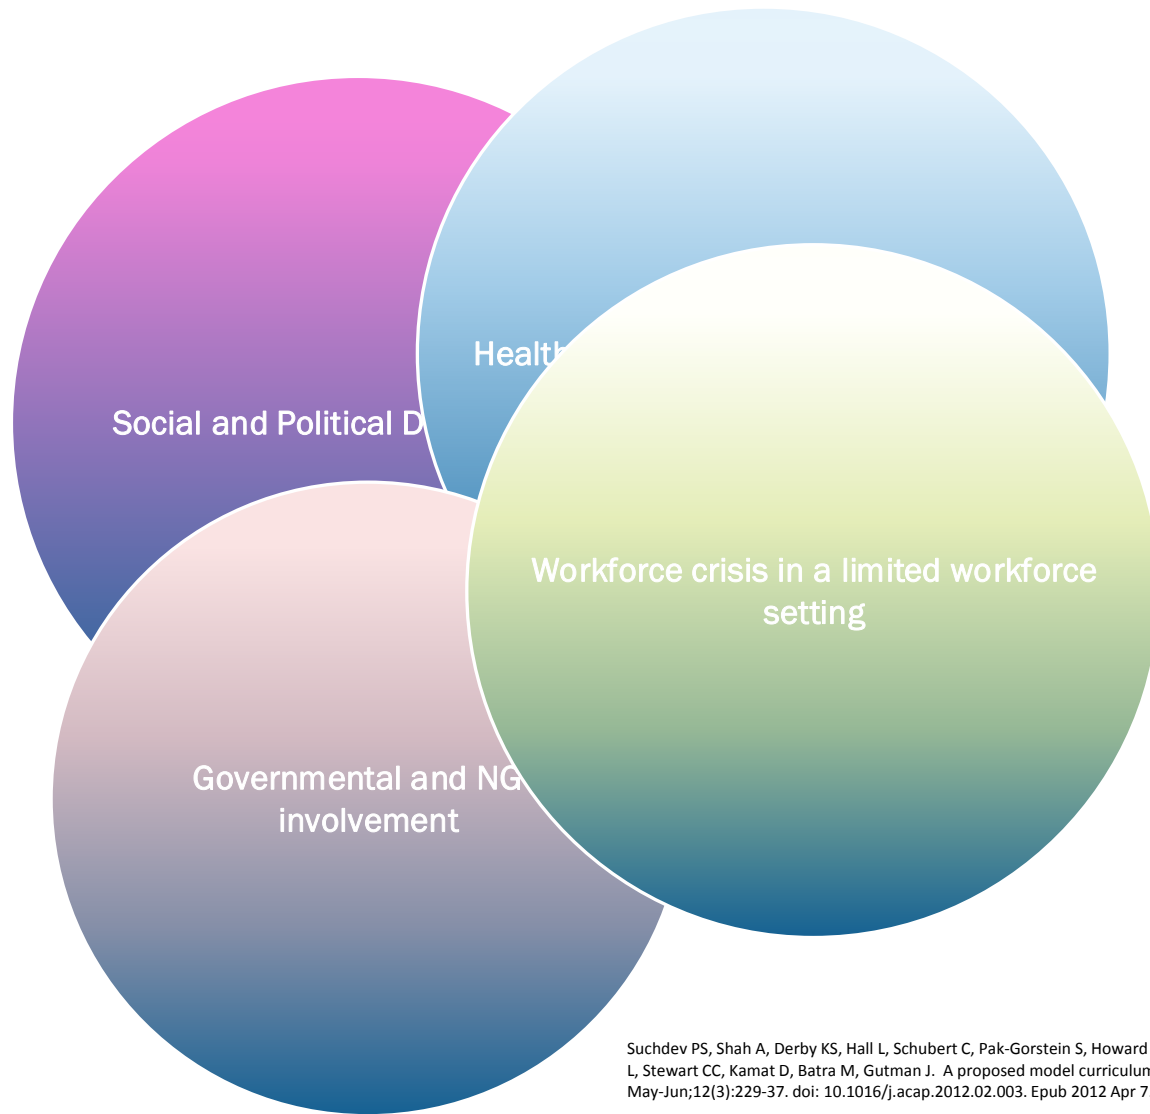 Health
Social and Political D
Workforce crisis in a limited workforce
setting
Governmental and NG
involvement
Suchdev PS, Shah A, Derby KS, Hall L, Schubert C, Pak-Gorstein S, Howard
L, Stewart CC, Kamat D, Batra M, Gutman J. A proposed model curriculum
May-Jun;12(3):229-37. doi: 10.1016/j.acap.2012.02.003. Epub 2012 Apr 7.